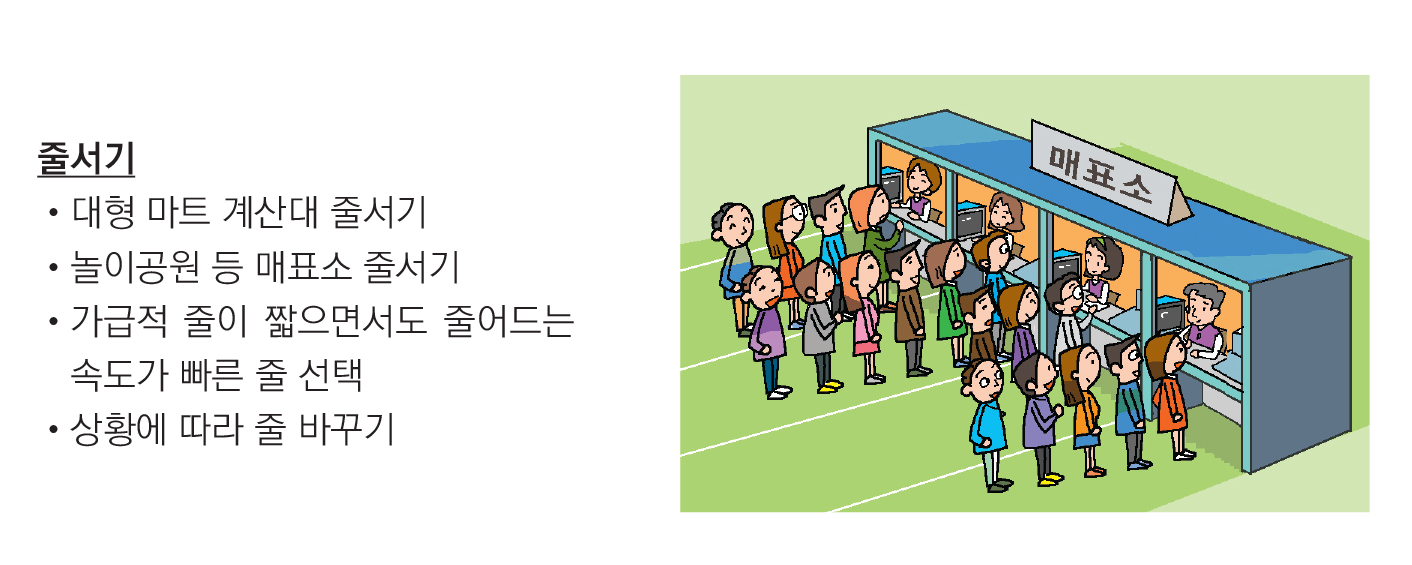 줄서기
• 대형 마트 계산대 줄서기
• 놀이공원 등 매표소 줄서기
• 가급적 줄이 짧으면서도 줄어드는
속도가 빠른 줄 선택
• 상황에 따라 줄 바꾸기
매표소